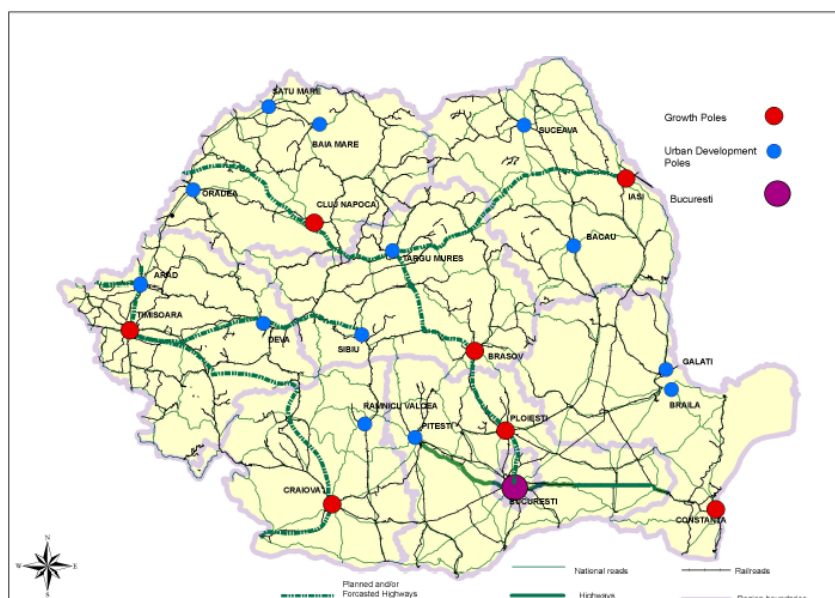 SATU MARE
BAIA MARE
SUCEAVA
Growth Poles
Urban Development
Poles
Bucuresti
ORADEA
CLUJ NAPOCA
IASI
TARGU MURES
BACAU
ARAD
TIMISOARA
DEVA
SIBIU
BRASOV
GALATI
BRAILA
RAMNICU VALCEA
PITESTI
PLOIESTI
CRAIOVA
BUCURESTI
CONSTANTA
N
W
E
S
National roads
Railroads
Planned and/or
Forcasted Highways
Highways
Region boundaries